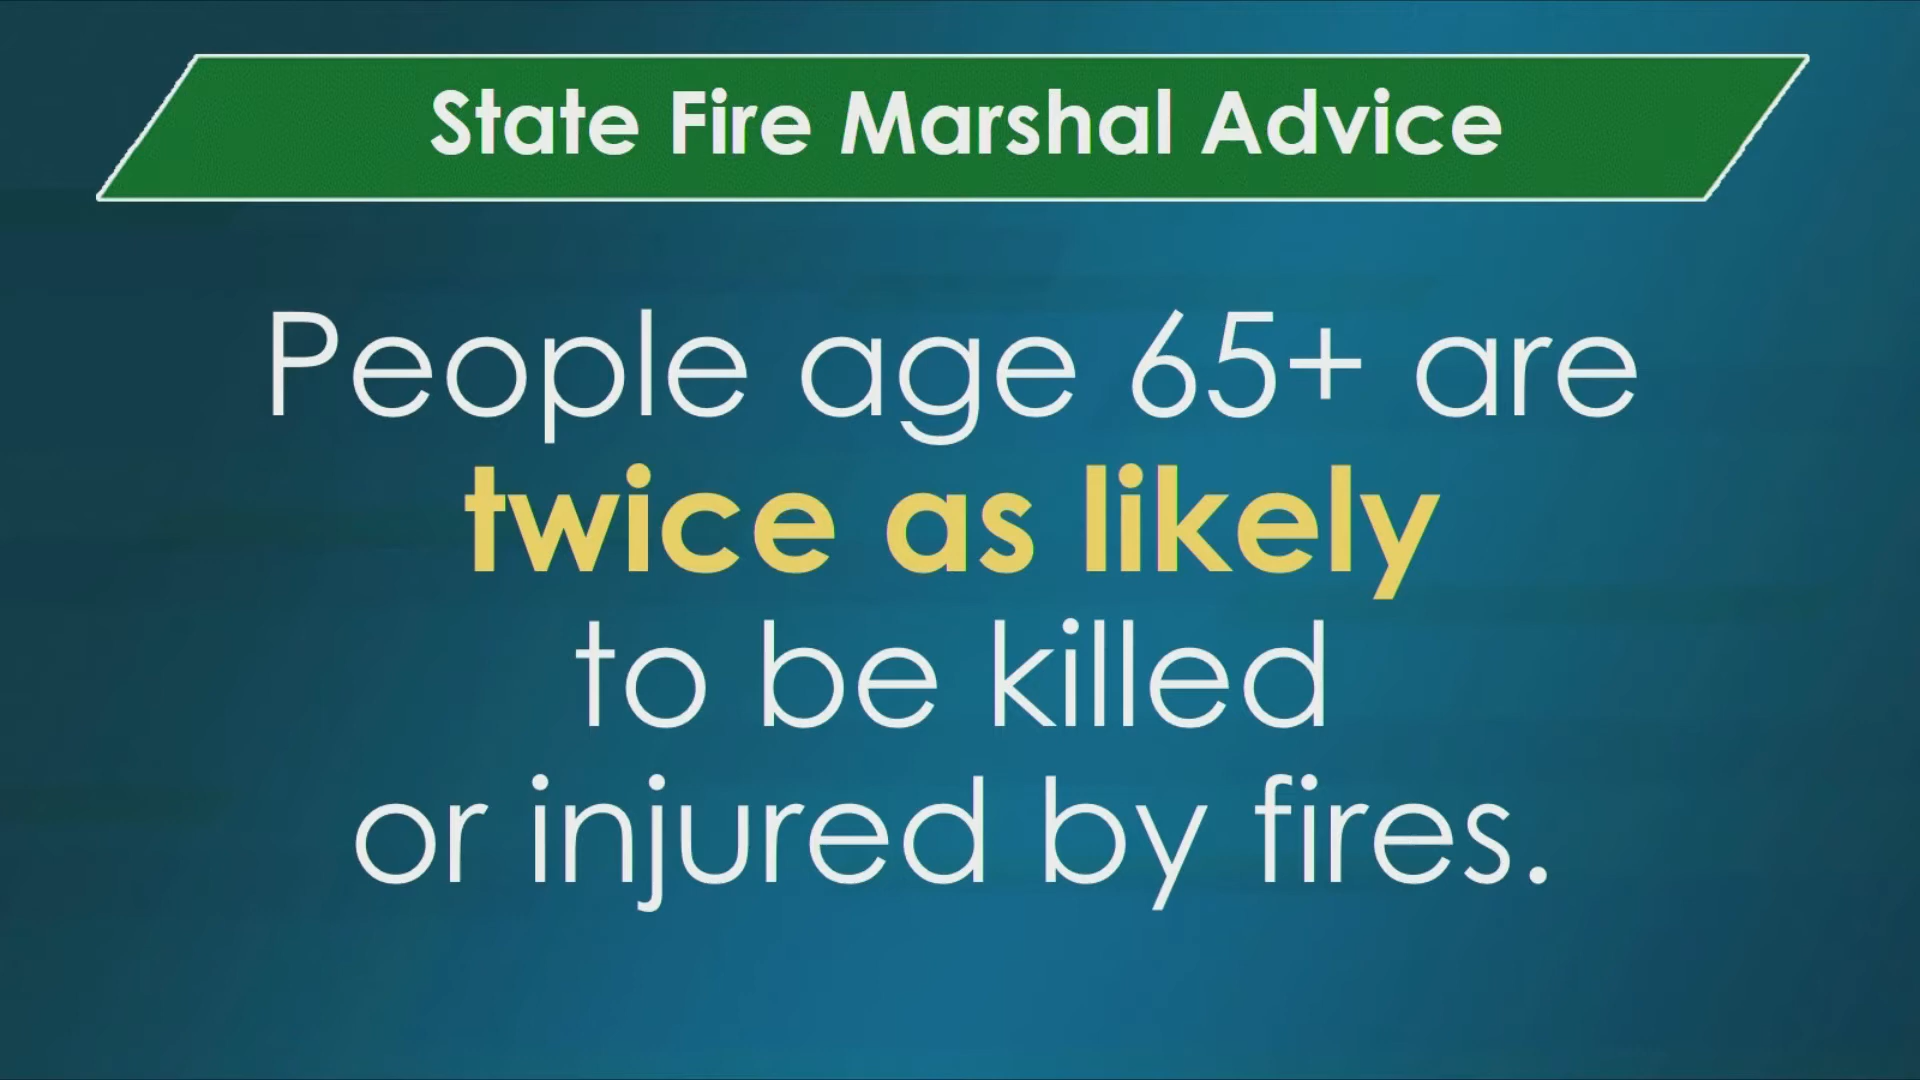 State Fire Marshal Advice
People age 65+ are
twice as likely
to be killed
or injured by fires.